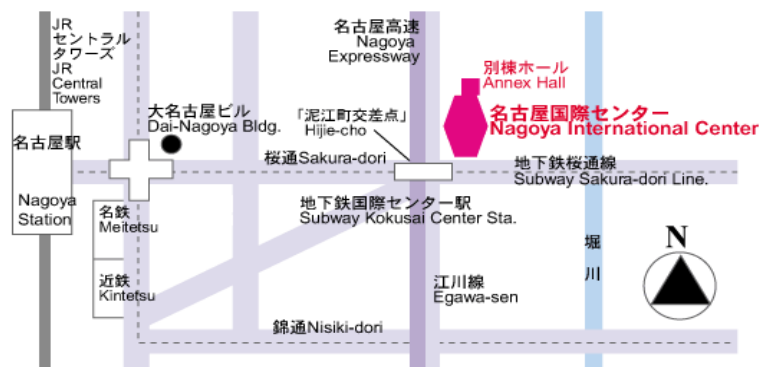 JR
セントラル
タワーズ
JR
Central
Towers
名古屋高速
Nagoya
Expressway
別棟ホール
Annex Hall
名古屋国際センター
Nagoya International Center
大名古屋ビル
Dai-Nagoya Bldg.
「泥江町交差点」
Hijie-cho
名古屋駅
Nagoya
Station
桜通Sakura-dori
地下鉄桜通線
Subway Sakura-dori Line.
地下鉄国際センター駅
Subway Kokusai Center Sta.
名鉄
Meitetsu
近鉄
Kintetsu
堀
川
江川線
Egawa-sen
N
錦通Nisiki-dori